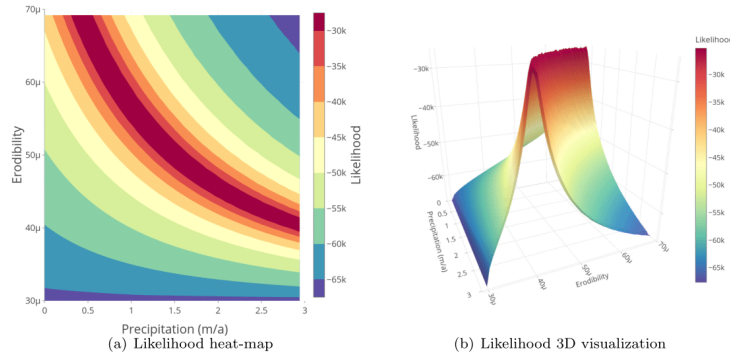 70μ
60μ
50μ
40μ
30μ
Erodibility
0
0.5
1
1.5
2
2.5
3
Precipitation (m/a)
−30k
−35k
−40k
−45k
−50k
−55k
−60k
−65k
Likelihood
(a) Likelihood heat-map
Likelihood
−30k
−40k
−50k
−60k
Likelihood
0
0.5
1
1.5
2
2.5
3
Precipitation (m/a)
30μ
40μ
50μ
60μ
70μ
Erodibility
−30k
−35k
−40k
−45k
−50k
−55k
−60k
−65k
(b) Likelihood 3D visualization